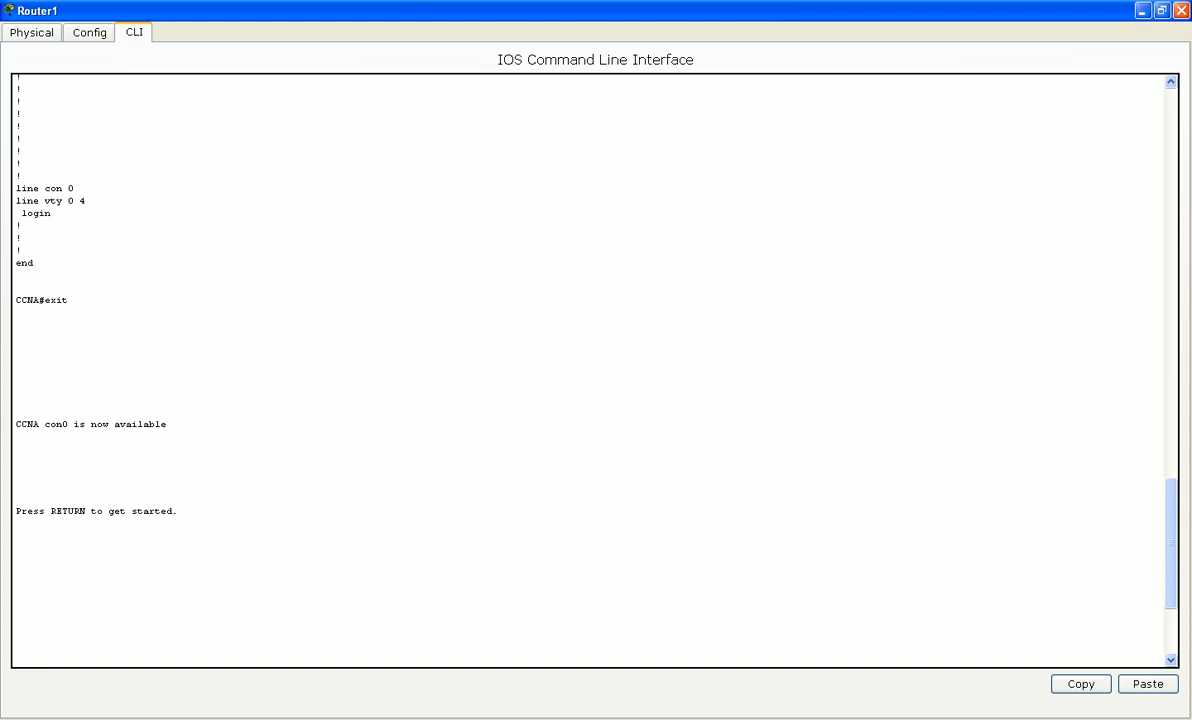 Router1
Physical Config CLI
IOS Command Line Interface
!
!
!
!
!
!
!
!
!
line con 0
line vty 0 4
 login
!
!
!
end
CCNA#exit
CCNA con0 is now available
Press RETURN to get started.
Copy Paste